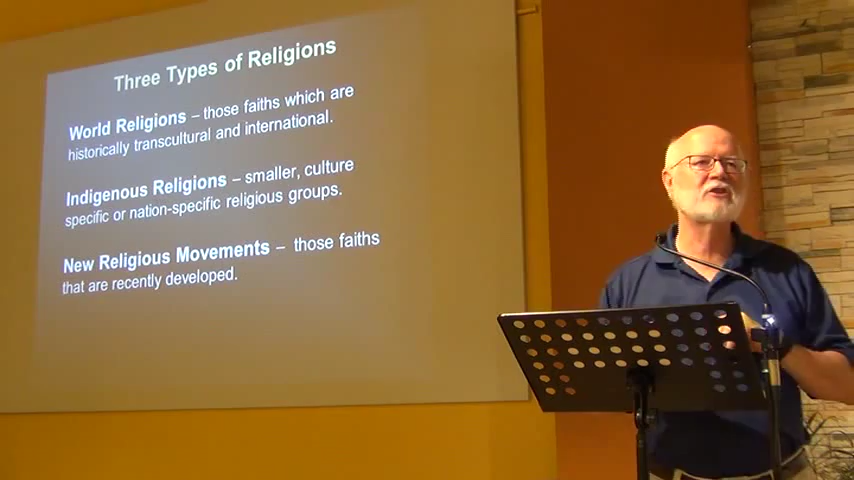 Three Types of Religions
World Religions – those faiths which are
historically transcultural and international.
Indigenous Religions – smaller, culture
specific or nation-specific religious groups.
New Religious Movements – those faiths
that are recently developed.